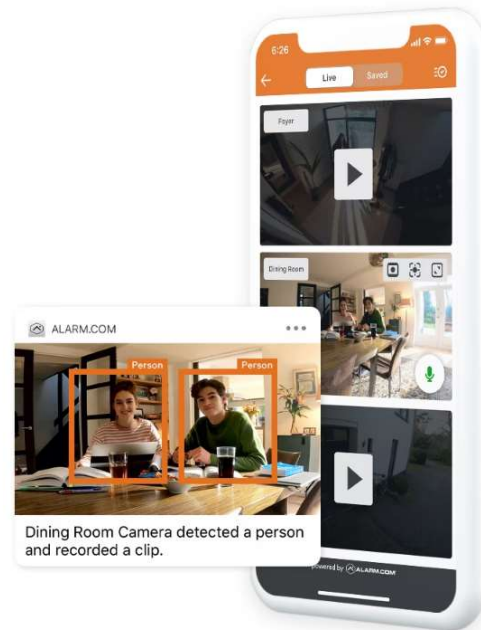 6:26
Live Saved
Foyer
Dining Room
ALARM.COM
Person Person
Dining Room Camera detected a person
and recorded a clip.
powered by ALARM.COM